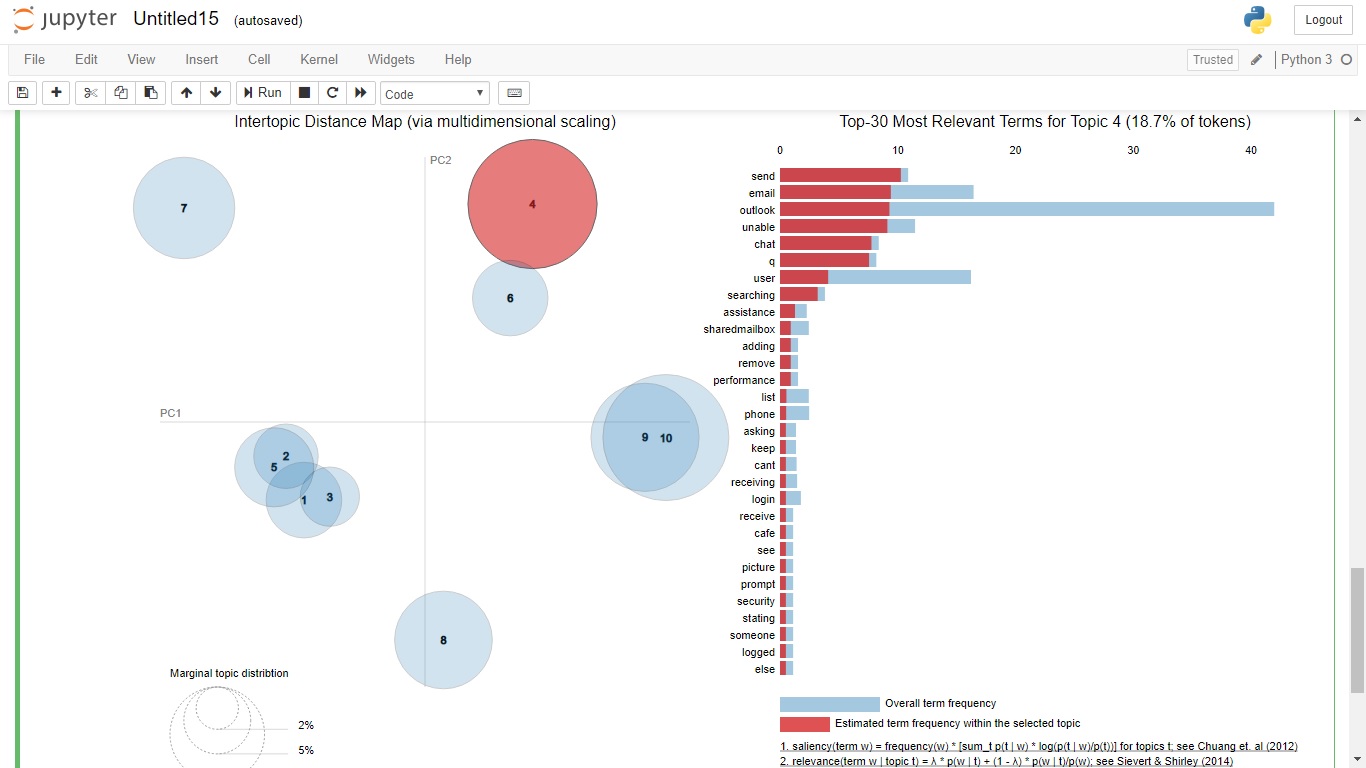 jupyter Untitled15 (autosaved) Logout
File Edit View Insert Cell Kernel Widgets Help Trusted Python 3
Run Code
Intertopic Distance Map (via multidimensional scaling)
PC2
7
4
6
PC1
9 10
2
5
1
3
8
Marginal topic distribtion
2%
5%
Top-30 Most Relevant Terms for Topic 4 (18.7% of tokens)
0 10 20 30 40
send
email
outlook
unable
chat
q
user
searching
assistance
sharedmailbox
adding
remove
performance
list
phone
asking
keep
cant
receiving
login
receive
cafe
see
picture
prompt
security
stating
someone
logged
else
Overall term frequency
Estimated term frequency within the selected topic
1. saliency(term w) = frequency(w) * [sum_t p(t | w) * log(p(t | w)/p(t))] for topics t; see Chuang et. al (2012)
2. relevance(term w | topic t) = λ * p(w | t) + (1 - λ) * p(w | t)/p(w); see Sievert & Shirley (2014)